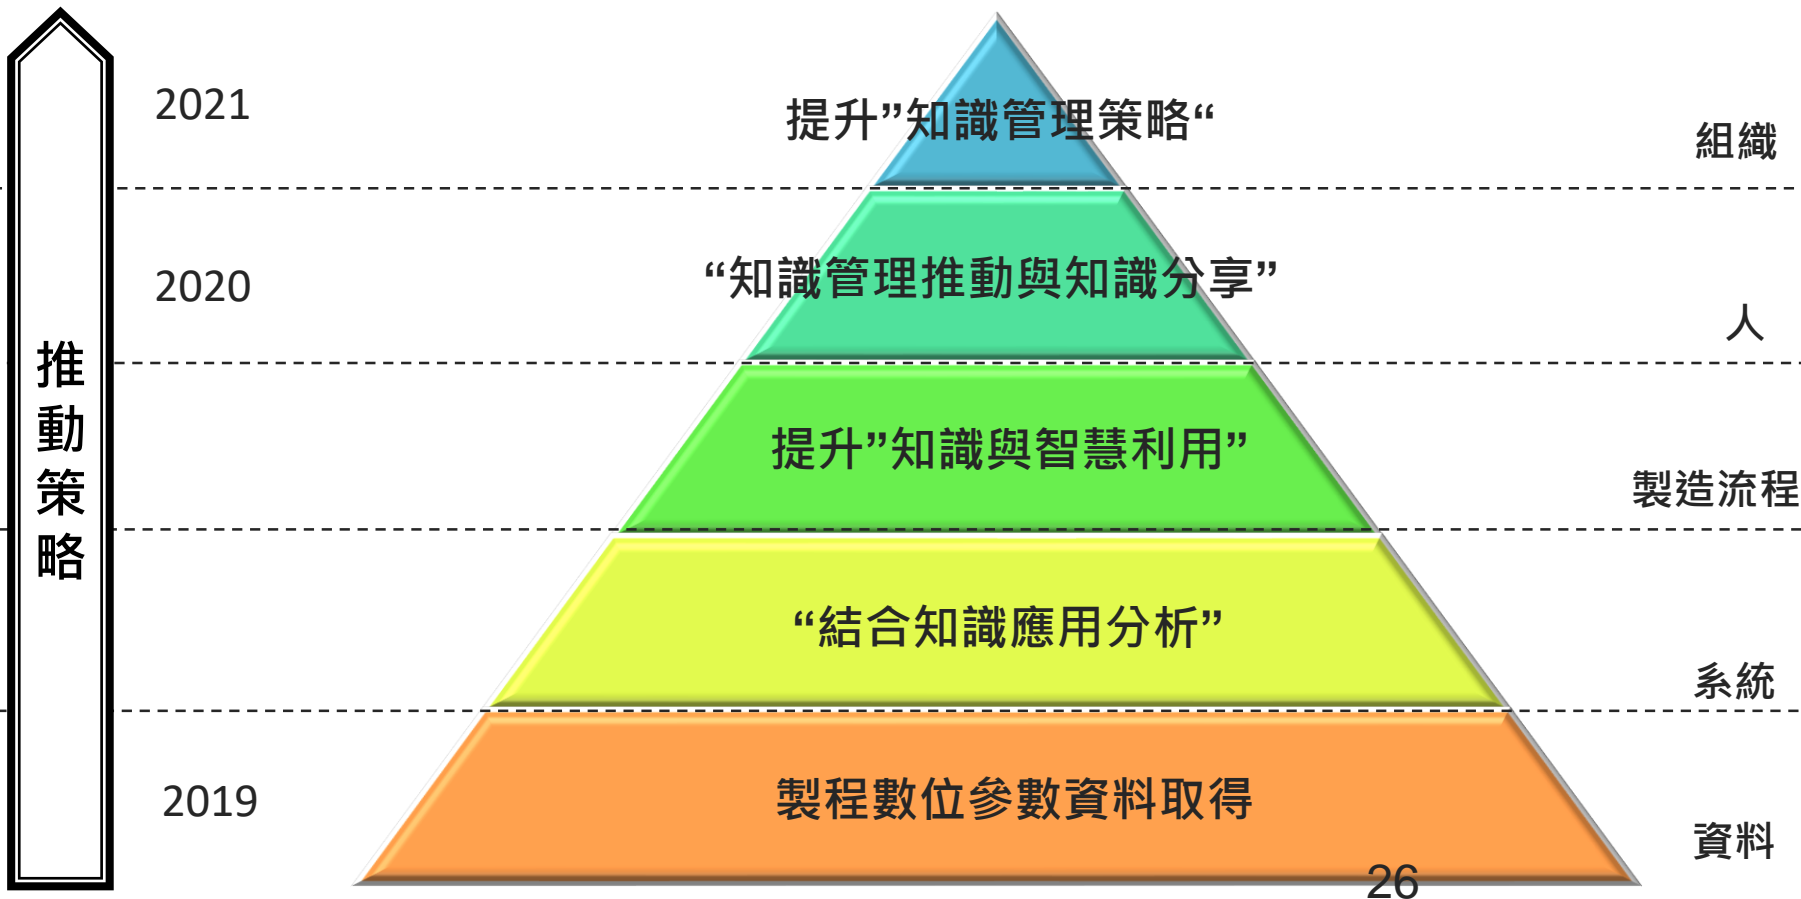 推動策略
2021
提升”知識管理策略“
組織
2020
“知識管理推動與知識分享”
人
提升”知識與智慧利用”
製造流程
“結合知識應用分析”
系統
2019
製程數位參數資料取得
資料
26